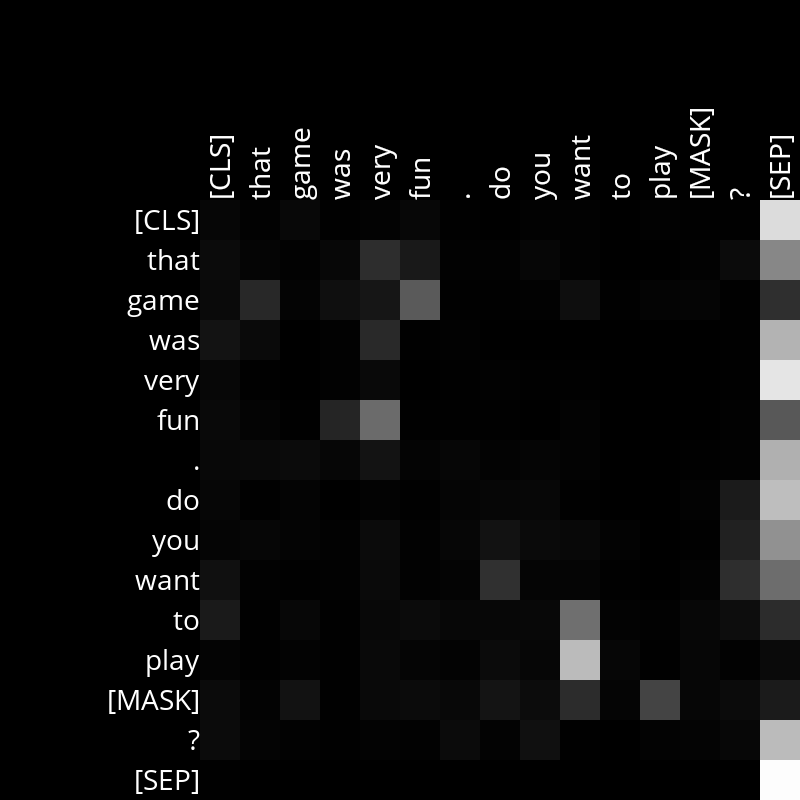 [CLS] that game was very fun . do you want to play [MASK] ? [SEP]
[CLS]
that
game
was
very
fun
.
do
you
want
to
play
[MASK]
?
[SEP]